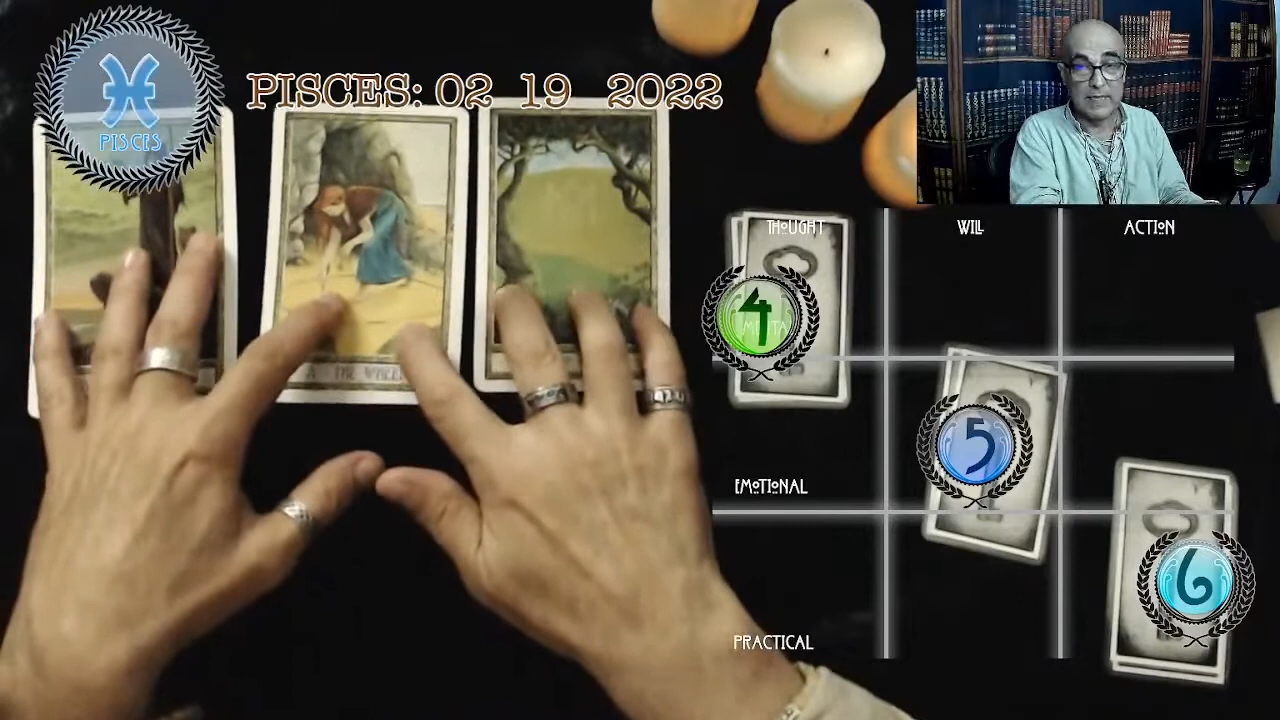 PISCES: 02 19 2022
PISCES
THOUGHT
WILL
ACTION
4
5
EMOTIONAL
6
PRACTICAL